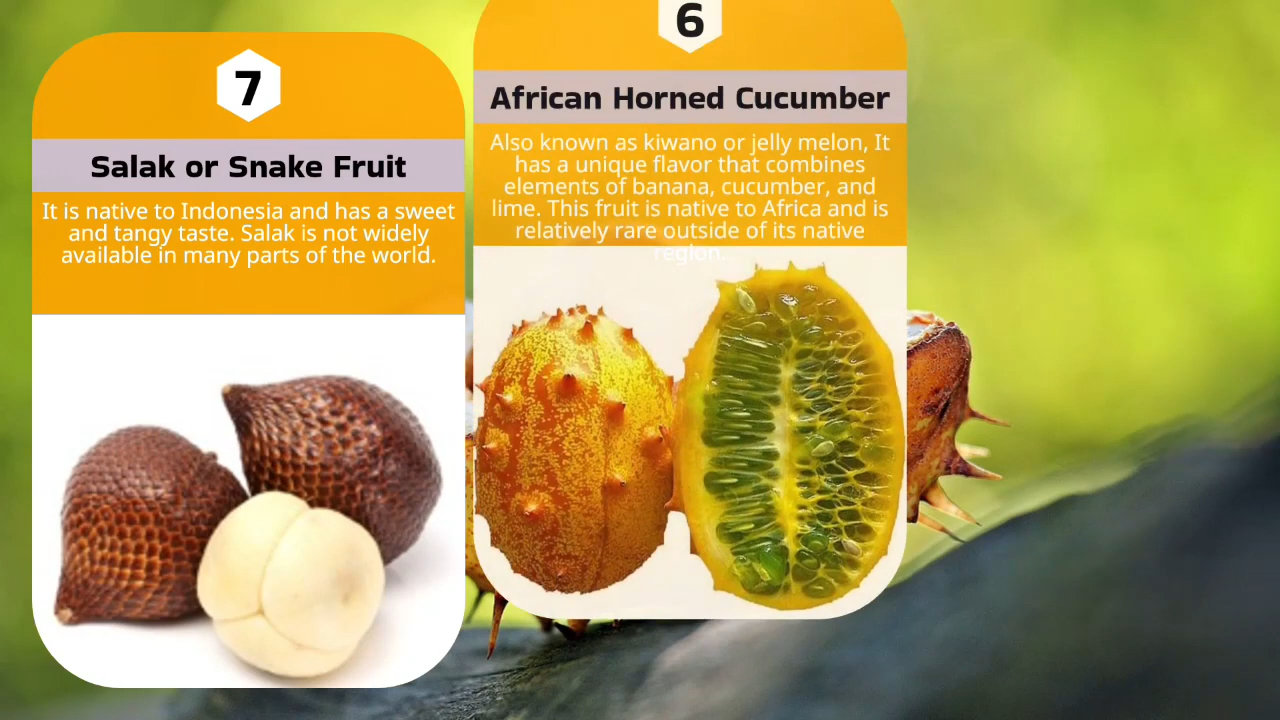 7
Salak or Snake Fruit
It is native to Indonesia and has a sweet
and tangy taste. Salak is not widely
available in many parts of the world.
6
African Horned Cucumber
Also known as kiwano or jelly melon, It
has a unique flavor that combines
elements of banana, cucumber, and
lime. This fruit is native to Africa and is
relatively rare outside of its native
region.